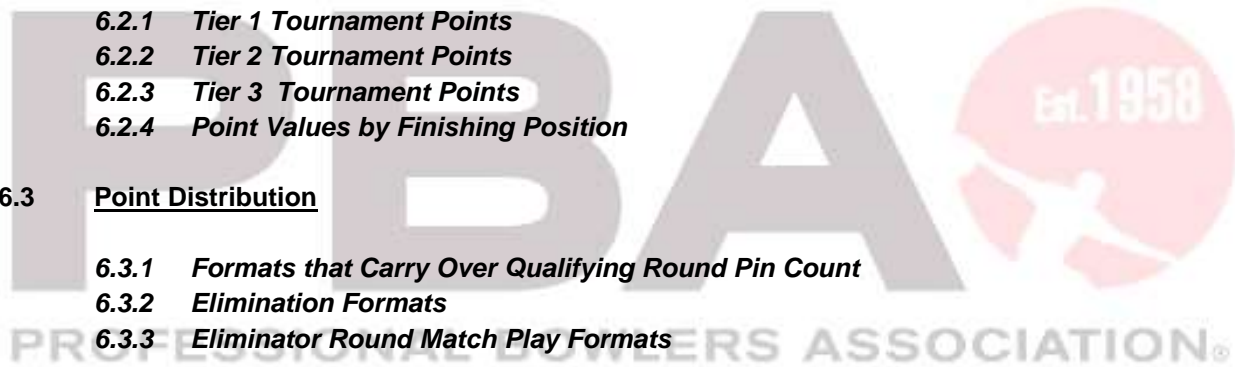 PBA
Est. 1958
6.2.1 Tier 1 Tournament Points
6.2.2 Tier 2 Tournament Points
6.2.3 Tier 3 Tournament Points
6.2.4 Point Values by Finishing Position
6.3 Point Distribution
6.3.1 Formats that Carry Over Qualifying Round Pin Count
6.3.2 Elimination Formats
6.3.3 Eliminator Round Match Play Formats
PROFESSIONAL BOWLERS ASSOCIATION®